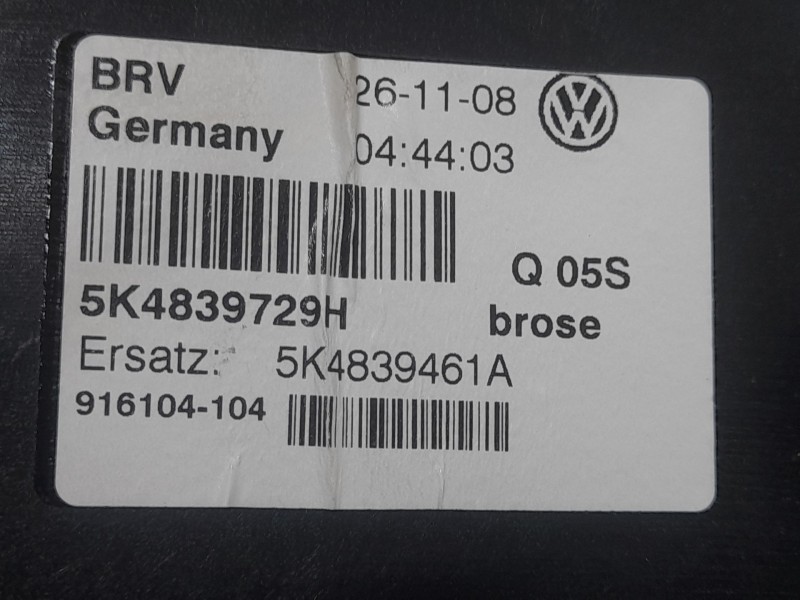 BRV 26-11-08
Germany 04:44:03
Q 05S
5K4839729H brose
Ersatz: 5K4839461A
916104-104